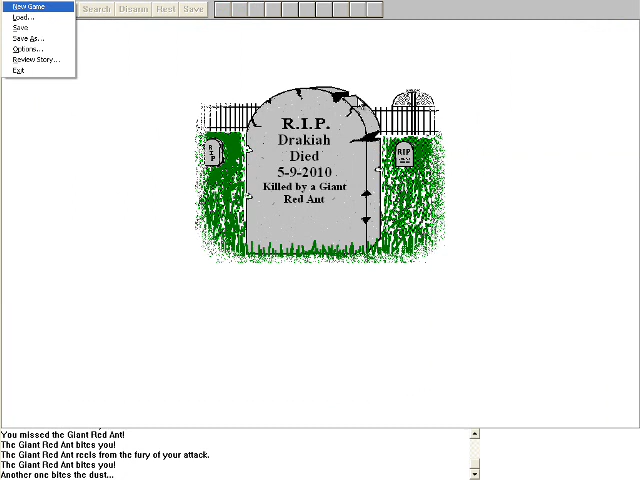 New Game
Load...
Save
Save As...
Options...
Review Story...
Exit
Search Disarm Rest Save
R.I.P.
Drakiah
Died
5-9-2010
Killed by a Giant
Red Ant
RIP
RIP
You missed the Giant Red Ant!
The Giant Red Ant bites you!
The Giant Red Ant reels from the fury of your attack.
The Giant Red Ant bites you!
Another one bites the dust...